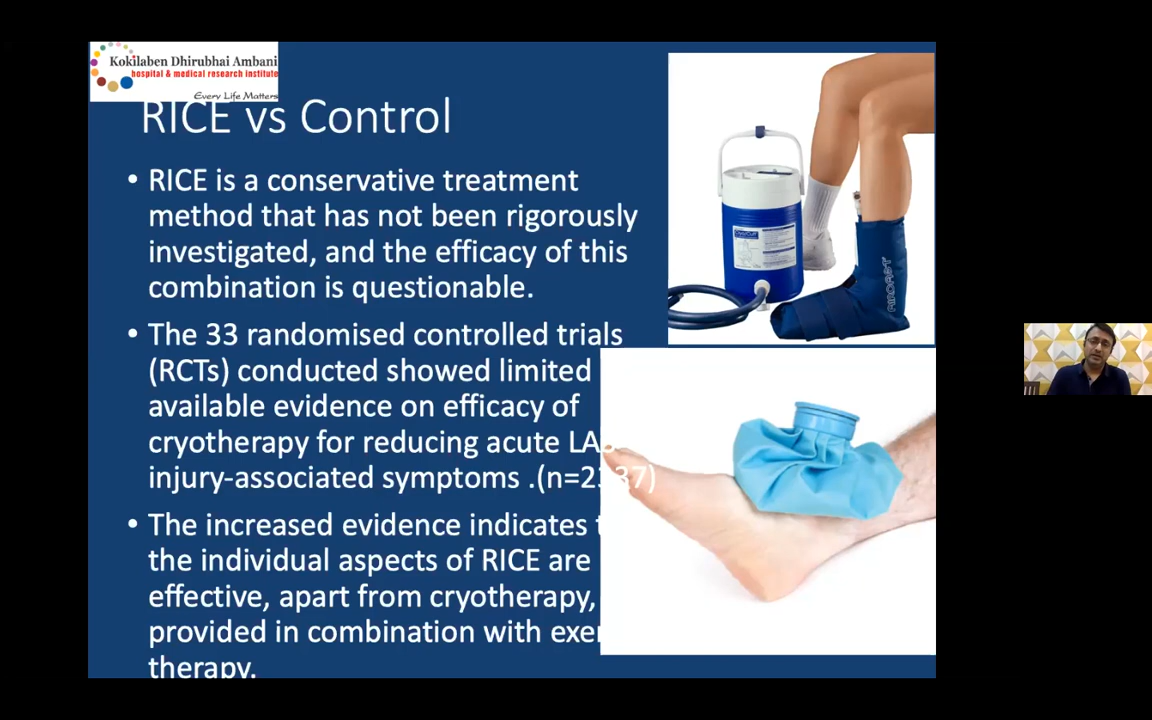 Kokilaben Dhirubhai Ambani
hospital & medical research institute
Every Life Matters
RICE vs Control
• RICE is a conservative treatment
method that has not been rigorously
investigated, and the efficacy of this
combination is questionable.
• The 33 randomised controlled trials
(RCTs) conducted showed limited
available evidence on efficacy of
cryotherapy for reducing acute LAS
injury-associated symptoms .(n=2337)
• The increased evidence indicates
the individual aspects of RICE are
effective, apart from cryotherapy,
provided in combination with
therapy.